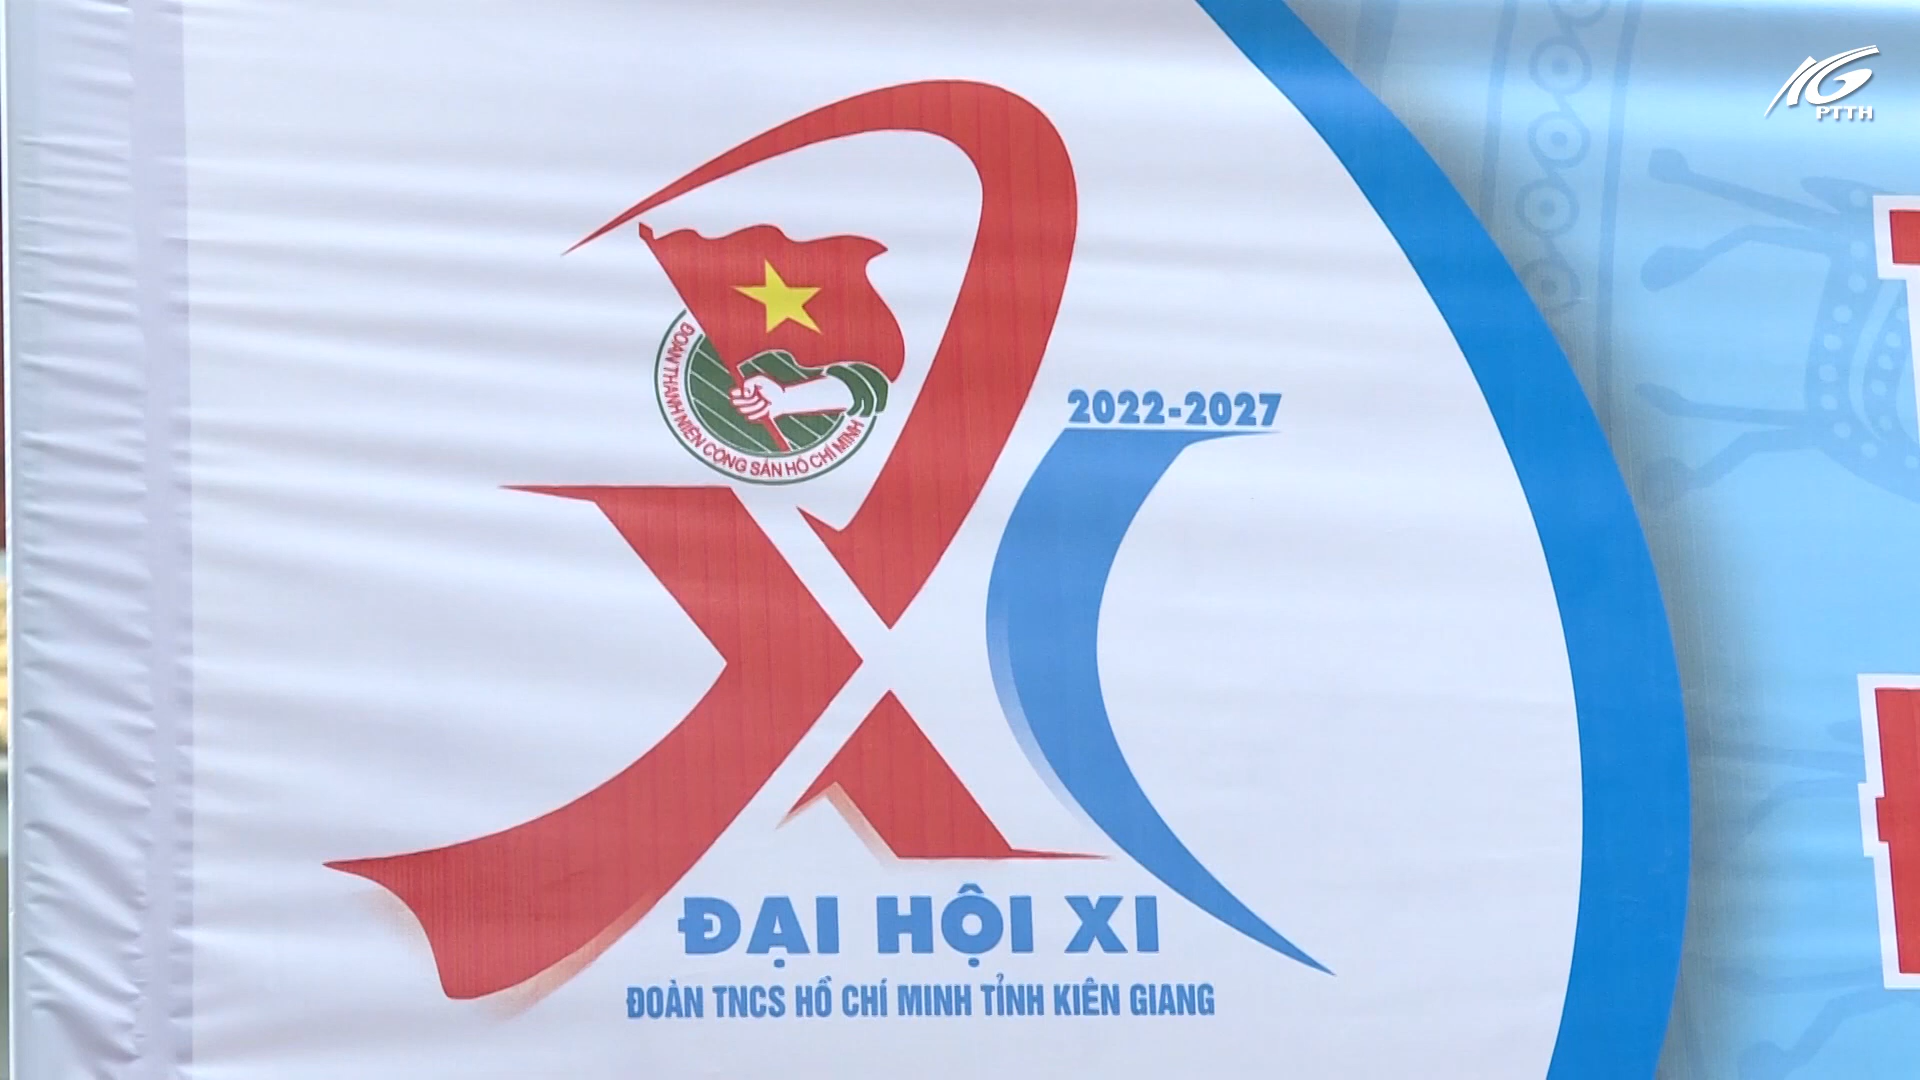 KG
PTTH
ĐOÀN THANH NIÊN CỘNG SẢN HỒ CHÍ MINH
2022-2027
ĐẠI HỘI XI
ĐOÀN TNCS HỒ CHÍ MINH TỈNH KIÊN GIANG